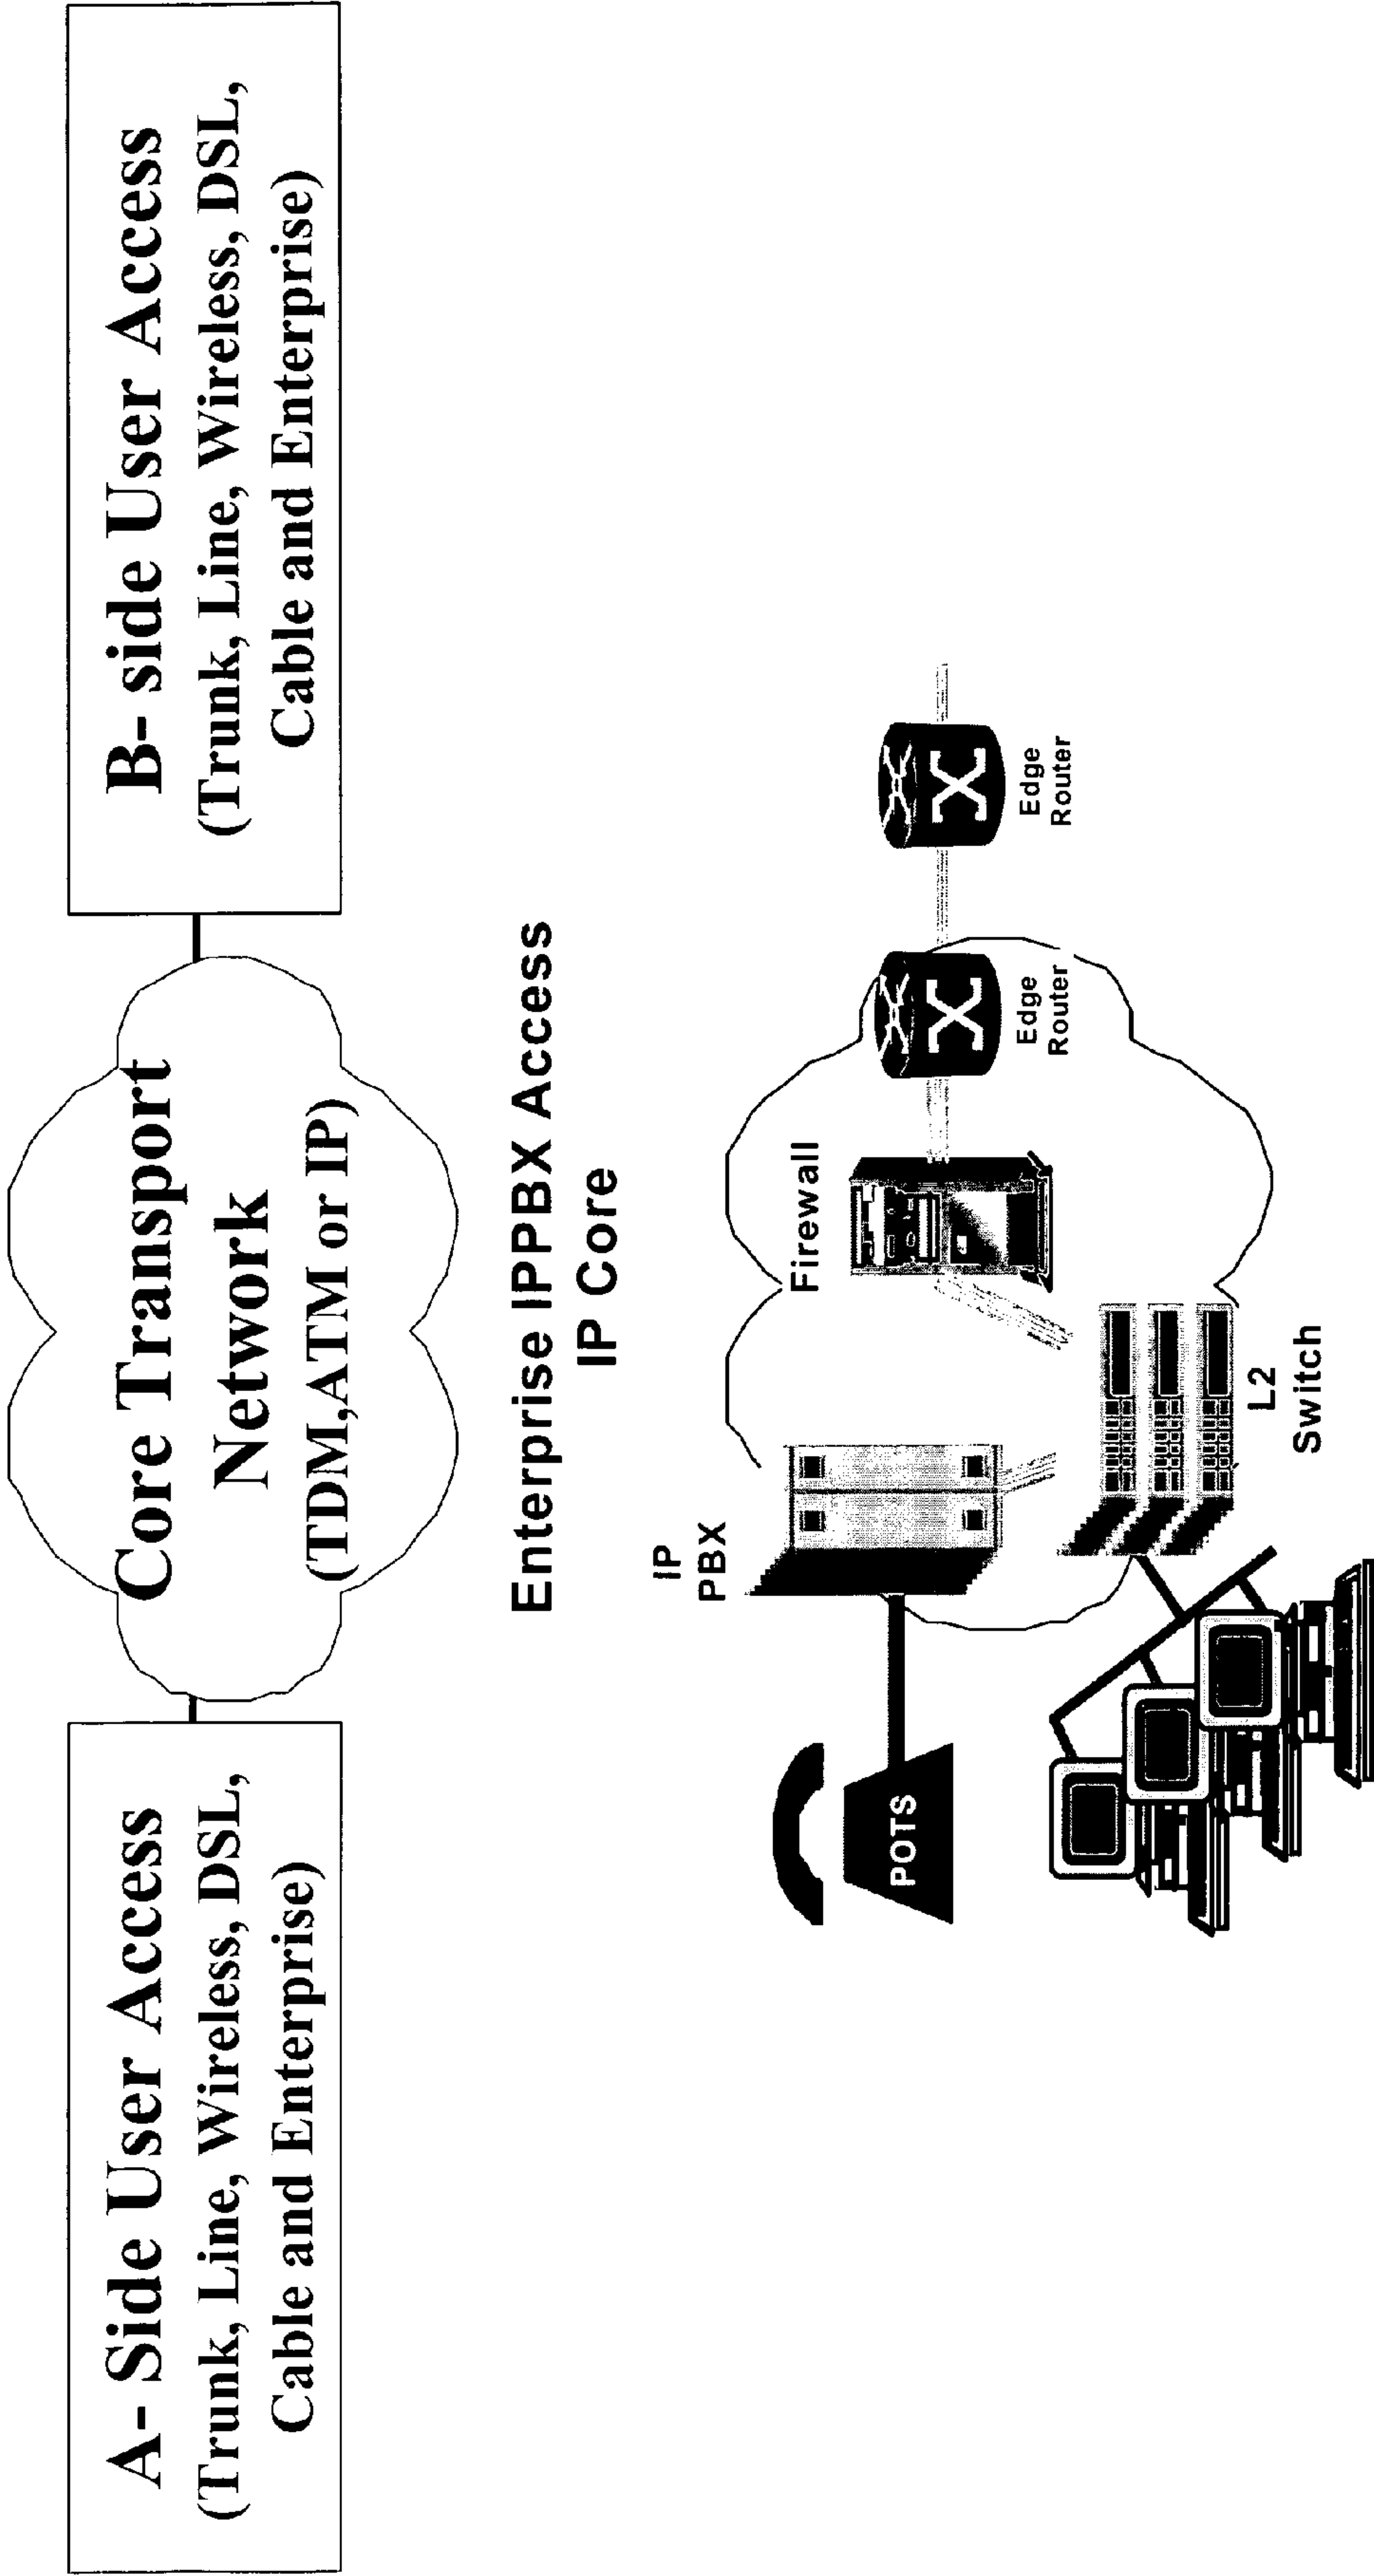 A- Side User Access
(Trunk, Line, Wireless, DSL,
Cable and Enterprise)
Core Transport
Network
(TDM,ATM or IP)
B- side User Access
(Trunk, Line, Wireless, DSL,
Cable and Enterprise)
Enterprise IPPBX Access
IP Core
IP
PBX
Firewall
Edge
Router
Edge
Router
POTS
L2
Switch